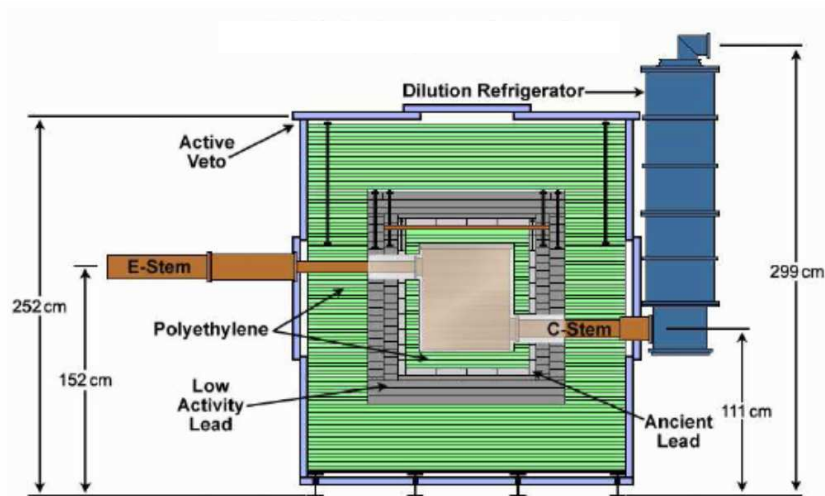 Dilution Refrigerator
Active
Veto
E-Stem
299 cm
252 cm
C-Stem
Polyethylene
152 cm
Low
Activity
Lead
111 cm
Ancient
Lead